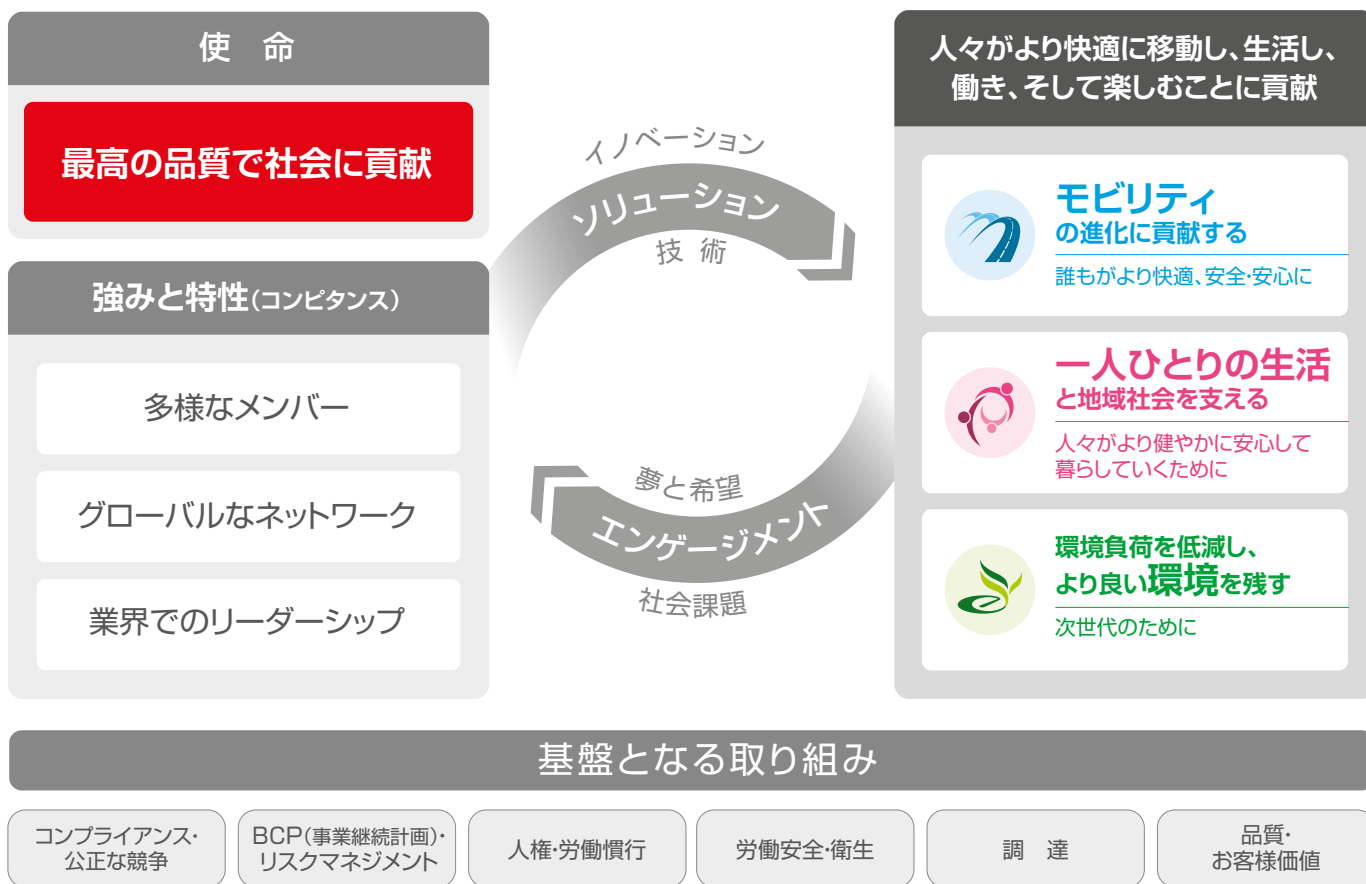 使 命
最高の品質で社会に貢献
強みと特性(コンピタンス)
多様なメンバー
グローバルなネットワーク
業界でのリーダーシップ
イノベーション
ソリューション
技 術
夢と希望
エンゲージメント
社会課題
人々がより快適に移動し、生活し、
働き、そして楽しむことに貢献
モビリティ
の進化に貢献する
誰もがより快適、安全・安心に
一人ひとりの生活
と地域社会を支える
人々がより健やかに安心して
暮らしていくために
環境負荷を低減し、
より良い環境を残す
次世代のために
基盤となる取り組み
コンプライアンス・
公正な競争
BCP(事業継続計画)・
リスクマネジメント
人権・労働慣行
労働安全・衛生
調 達
品質・
お客様価値